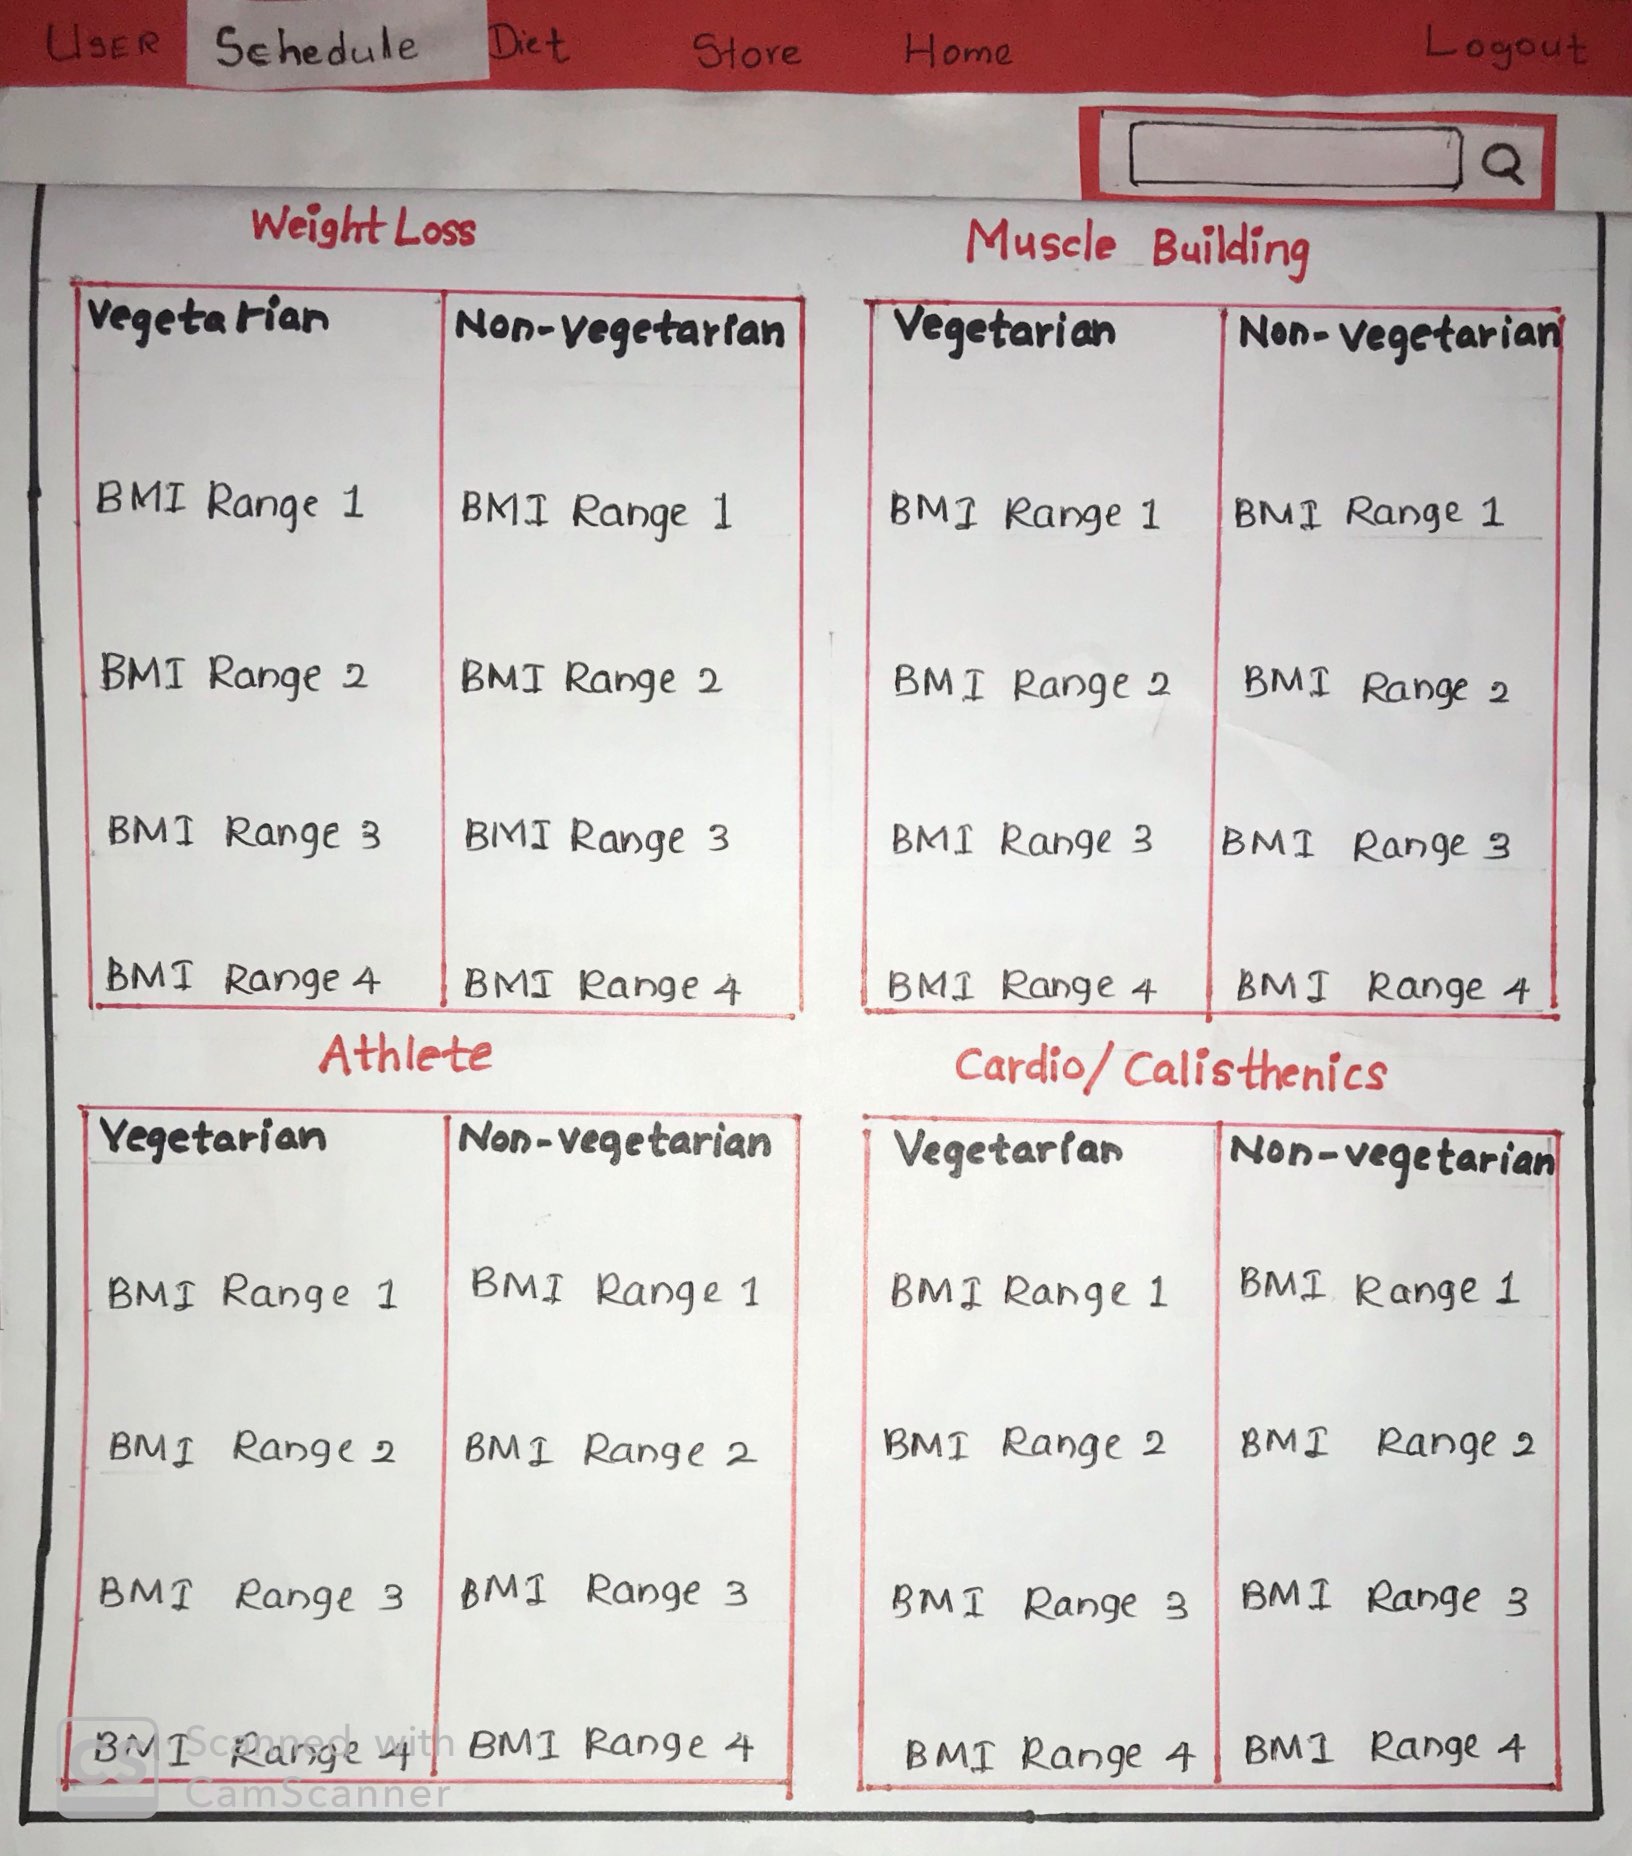 USER Schedule Diet Store Home Logout
Weight Loss
Vegetarian Non-Vegetarian
BMI Range 1 BMI Range 1
BMI Range 2 BMI Range 2
BMI Range 3 BMI Range 3
BMI Range 4 BMI Range 4
Muscle Building
Vegetarian Non-Vegetarian
BMI Range 1 BMI Range 1
BMI Range 2 BMI Range 2
BMI Range 3 BMI Range 3
BMI Range 4 BMI Range 4
Athlete
Vegetarian Non-vegetarian
BMI Range 1 BMI Range 1
BMI Range 2 BMI Range 2
BMI Range 3 BMI Range 3
BMI Range 4 BMI Range 4
Cardio/Calisthenics
Vegetarian Non-vegetarian
BMI Range 1 BMI Range 1
BMI Range 2 BMI Range 2
BMI Range 3 BMI Range 3
BMI Range 4 BMI Range 4
CS Scanned with
CamScanner